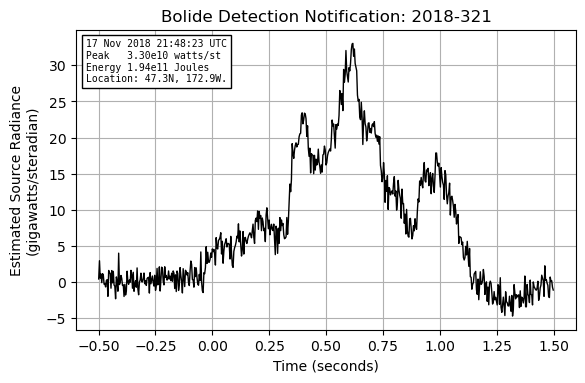 Bolide Detection Notification: 2018-321
17 Nov 2018 21:48:23 UTC
Peak   3.30e10 watts/st
Energy 1.94e11 Joules
Location: 47.3N, 172.9W.
Estimated Source Radiance
(gigawatts/steradian)
30
25
20
15
10
5
0
−5
−0.50
−0.25
0.00
0.25
0.50
0.75
1.00
1.25
1.50
Time (seconds)